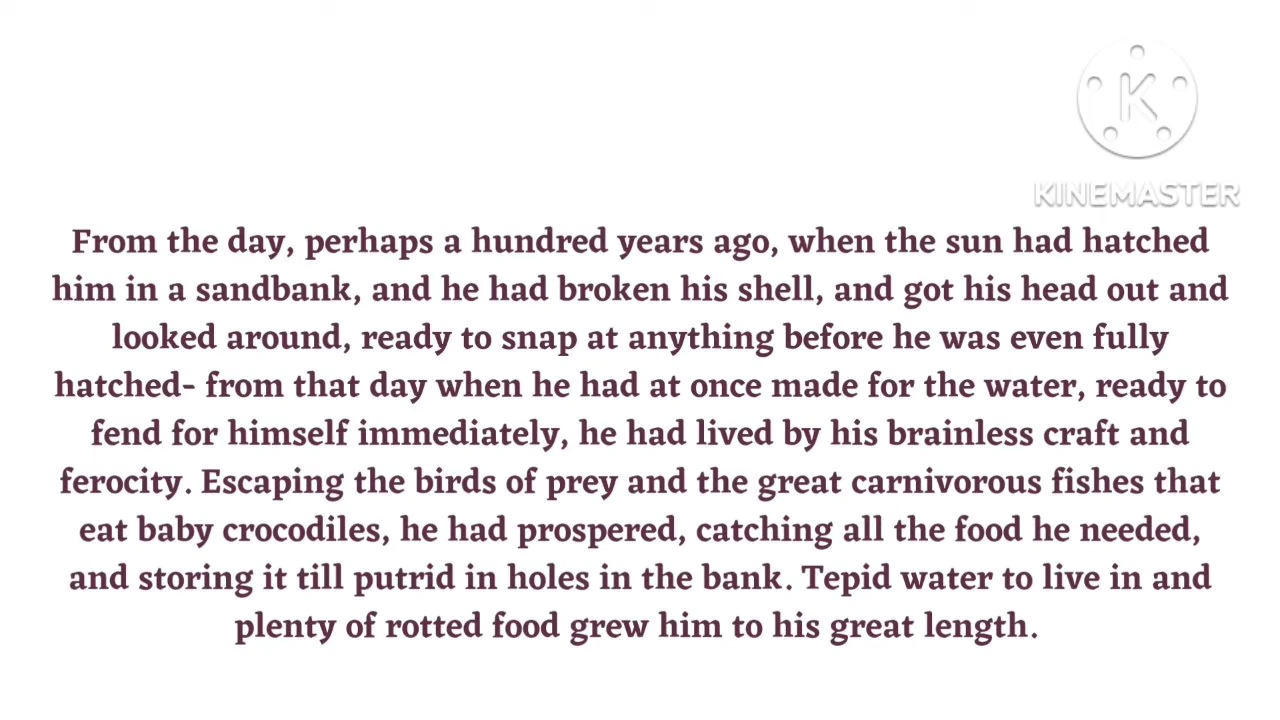 K
KINEMASTER
From the day, perhaps a hundred years ago, when the sun had hatched
him in a sandbank, and he had broken his shell, and got his head out and
looked around, ready to snap at anything before he was even fully
hatched- from that day when he had at once made for the water, ready to
fend for himself immediately, he had lived by his brainless craft and
ferocity. Escaping the birds of prey and the great carnivorous fishes that
eat baby crocodiles, he had prospered, catching all the food he needed,
and storing it till putrid in holes in the bank. Tepid water to live in and
plenty of rotted food grew him to his great length.